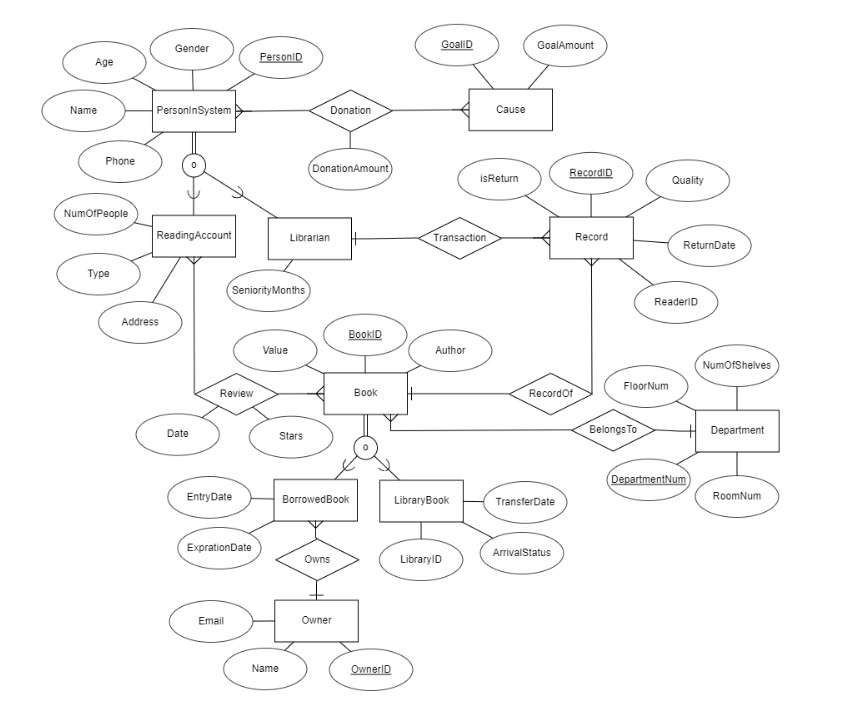 Gender
GoalID
GoalAmount
Age
PersonID
Name
PersonInSystem
Donation
Cause
Phone
DonationAmount
o
isReturn
RecordID
Quality
NumOfPeople
ReadingAccount
Librarian
Transaction
Record
ReturnDate
Type
SeniorityMonths
ReaderID
Address
BookID
Value
Author
NumOfShelves
FloorNum
Review
Book
RecordOf
Date
Stars
BelongsTo
Department
o
DepartmentNum
EntryDate
BorrowedBook
LibraryBook
TransferDate
RoomNum
ExprationDate
Owns
LibraryID
ArrivalStatus
Email
Owner
Name
OwnerID